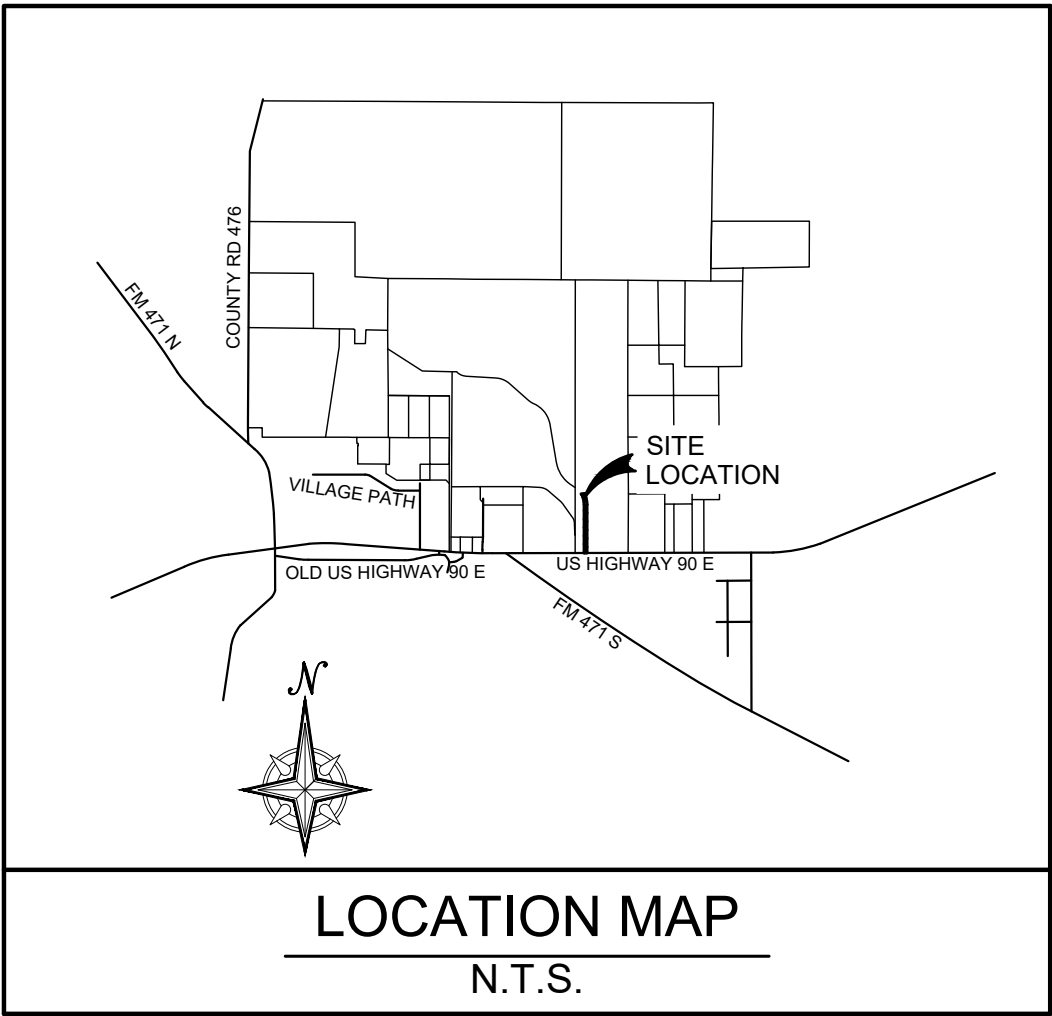 COUNTY RD 476
FM 471 N
SITE
LOCATION
VILLAGE PATH
OLD US HIGHWAY 90 E
US HIGHWAY 90 E
FM 471 S
N
LOCATION MAP
N.T.S.